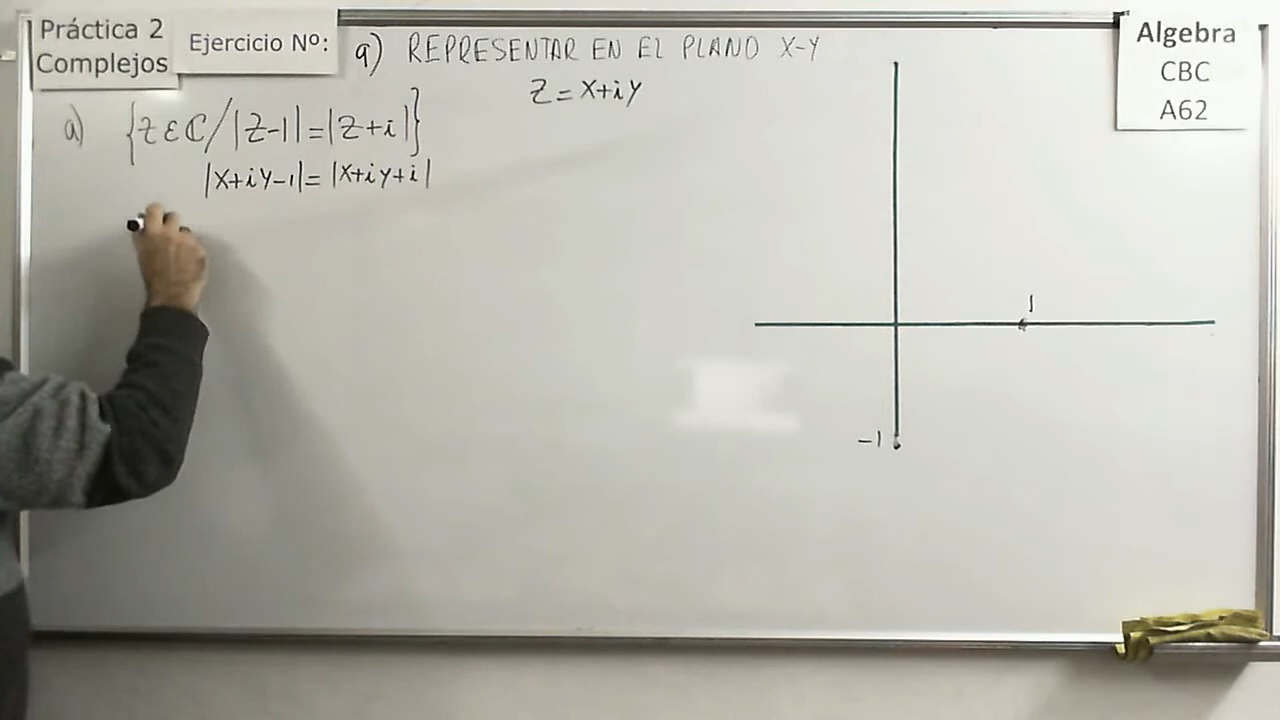 Práctica 2
Complejos
Ejercicio Nº:
9) REPRESENTAR EN EL PLANO X-Y
Z=X+iY
Algebra
CBC
A62
a) {Z ε ℂ / |Z-1|=|Z+i|}
|X+iY-1|=|X+iY+i|
1
-1